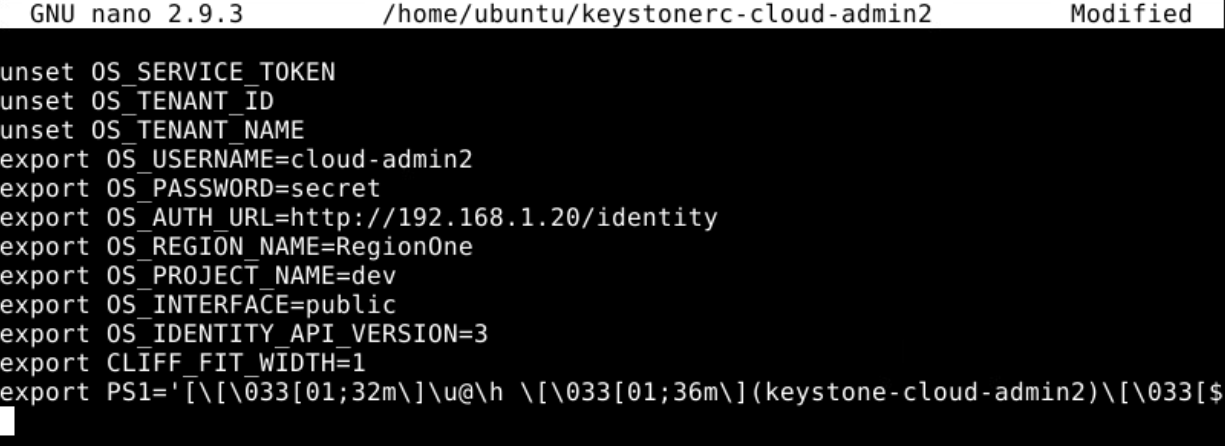 GNU nano 2.9.3 /home/ubuntu/keystonerc-cloud-admin2 Modified
unset OS_SERVICE_TOKEN
unset OS_TENANT_ID
unset OS_TENANT_NAME
export OS_USERNAME=cloud-admin2
export OS_PASSWORD=secret
export OS_AUTH_URL=http://192.168.1.20/identity
export OS_REGION_NAME=RegionOne
export OS_PROJECT_NAME=dev
export OS_INTERFACE=public
export OS_IDENTITY_API_VERSION=3
export CLIFF_FIT_WIDTH=1
export PS1='[\[\033[01;32m\]\u@\h \[\033[01;36m\](keystone-cloud-admin2)\[\033[$